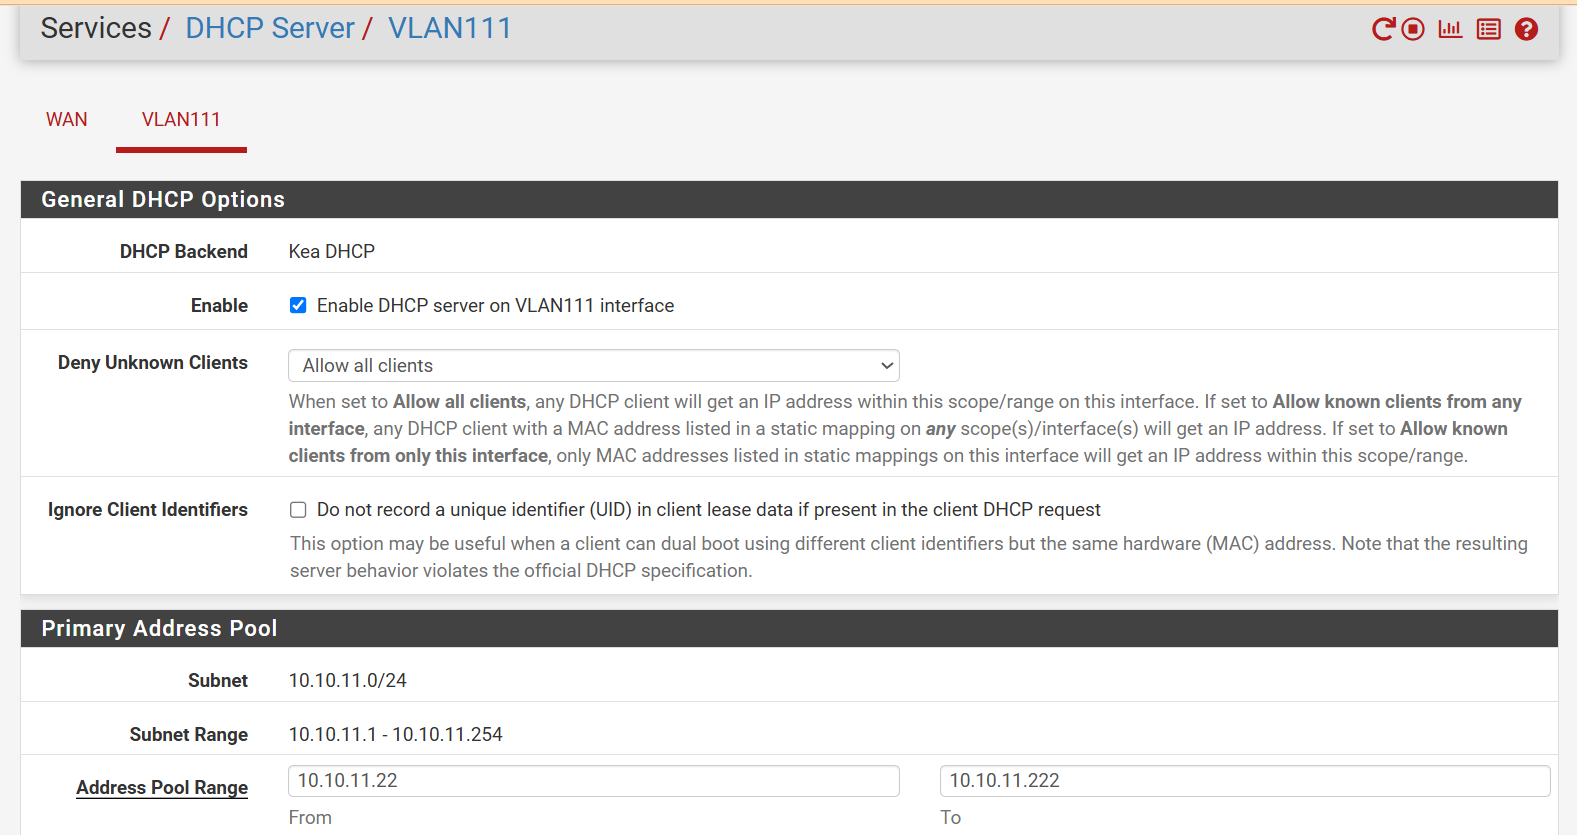 Services / DHCP Server / VLAN111
WAN VLAN111
General DHCP Options
DHCP Backend Kea DHCP
Enable Enable DHCP server on VLAN111 interface
Deny Unknown Clients Allow all clients
When set to Allow all clients, any DHCP client will get an IP address within this scope/range on this interface. If set to Allow known clients from any
interface, any DHCP client with a MAC address listed in a static mapping on any scope(s)/interface(s) will get an IP address. If set to Allow known
clients from only this interface, only MAC addresses listed in static mappings on this interface will get an IP address within this scope/range.
Ignore Client Identifiers Do not record a unique identifier (UID) in client lease data if present in the client DHCP request
This option may be useful when a client can dual boot using different client identifiers but the same hardware (MAC) address. Note that the resulting
server behavior violates the official DHCP specification.
Primary Address Pool
Subnet 10.10.11.0/24
Subnet Range 10.10.11.1 - 10.10.11.254
Address Pool Range 10.10.11.22 10.10.11.222
From To